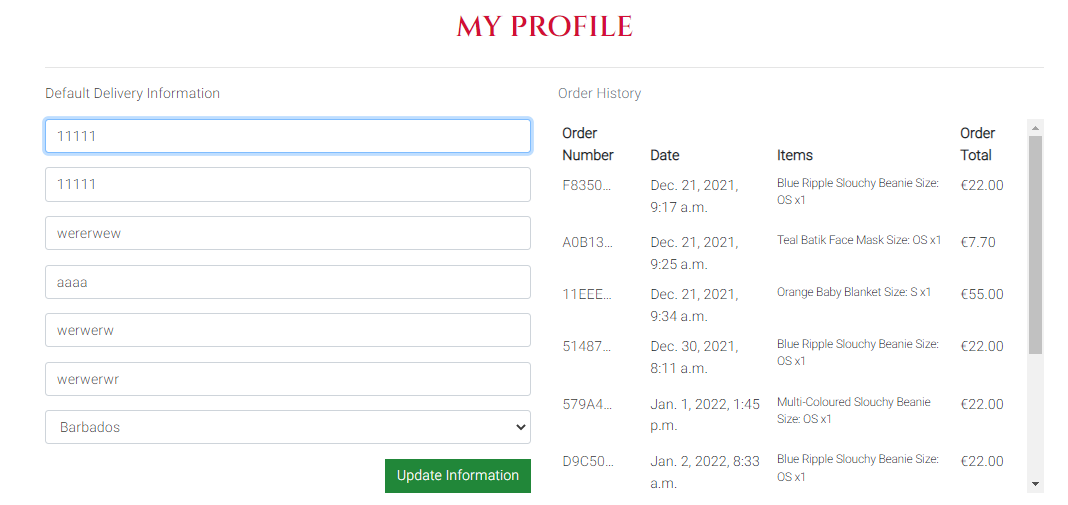 MY PROFILE
Default Delivery Information
11111
11111
wererwew
aaaa
werwerw
werwerwr
Barbados
Update Information
Order History
Order Number Date Items Order Total
F8350... Dec. 21, 2021, 9:17 a.m. Blue Ripple Slouchy Beanie Size: OS x1 €22.00
A0B13... Dec. 21, 2021, 9:25 a.m. Teal Batik Face Mask Size: OS x1 €7.70
11EEE... Dec. 21, 2021, 9:34 a.m. Orange Baby Blanket Size: S x1 €55.00
51487... Dec. 30, 2021, 8:11 a.m. Blue Ripple Slouchy Beanie Size: OS x1 €22.00
579A4... Jan. 1, 2022, 1:45 p.m. Multi-Coloured Slouchy Beanie Size: OS x1 €22.00
D9C50... Jan. 2, 2022, 8:33 a.m. Blue Ripple Slouchy Beanie Size: OS x1 €22.00